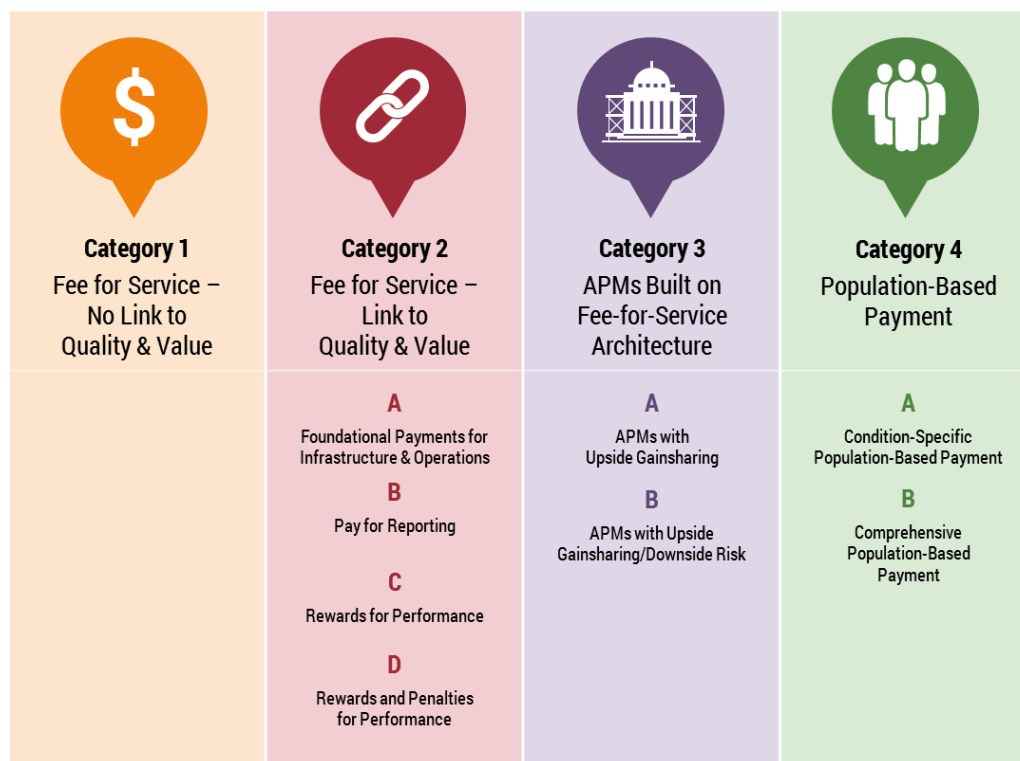 $
Category 1
Fee for Service –
No Link to
Quality & Value
Category 2
Fee for Service –
Link to
Quality & Value
A
Foundational Payments for
Infrastructure & Operations
B
Pay for Reporting
C
Rewards for Performance
D
Rewards and Penalties
for Performance
Category 3
APMs Built on
Fee-for-Service
Architecture
A
APMs with
Upside Gainsharing
B
APMs with Upside
Gainsharing/Downside Risk
Category 4
Population-Based
Payment
A
Condition-Specific
Population-Based Payment
B
Comprehensive
Population-Based
Payment